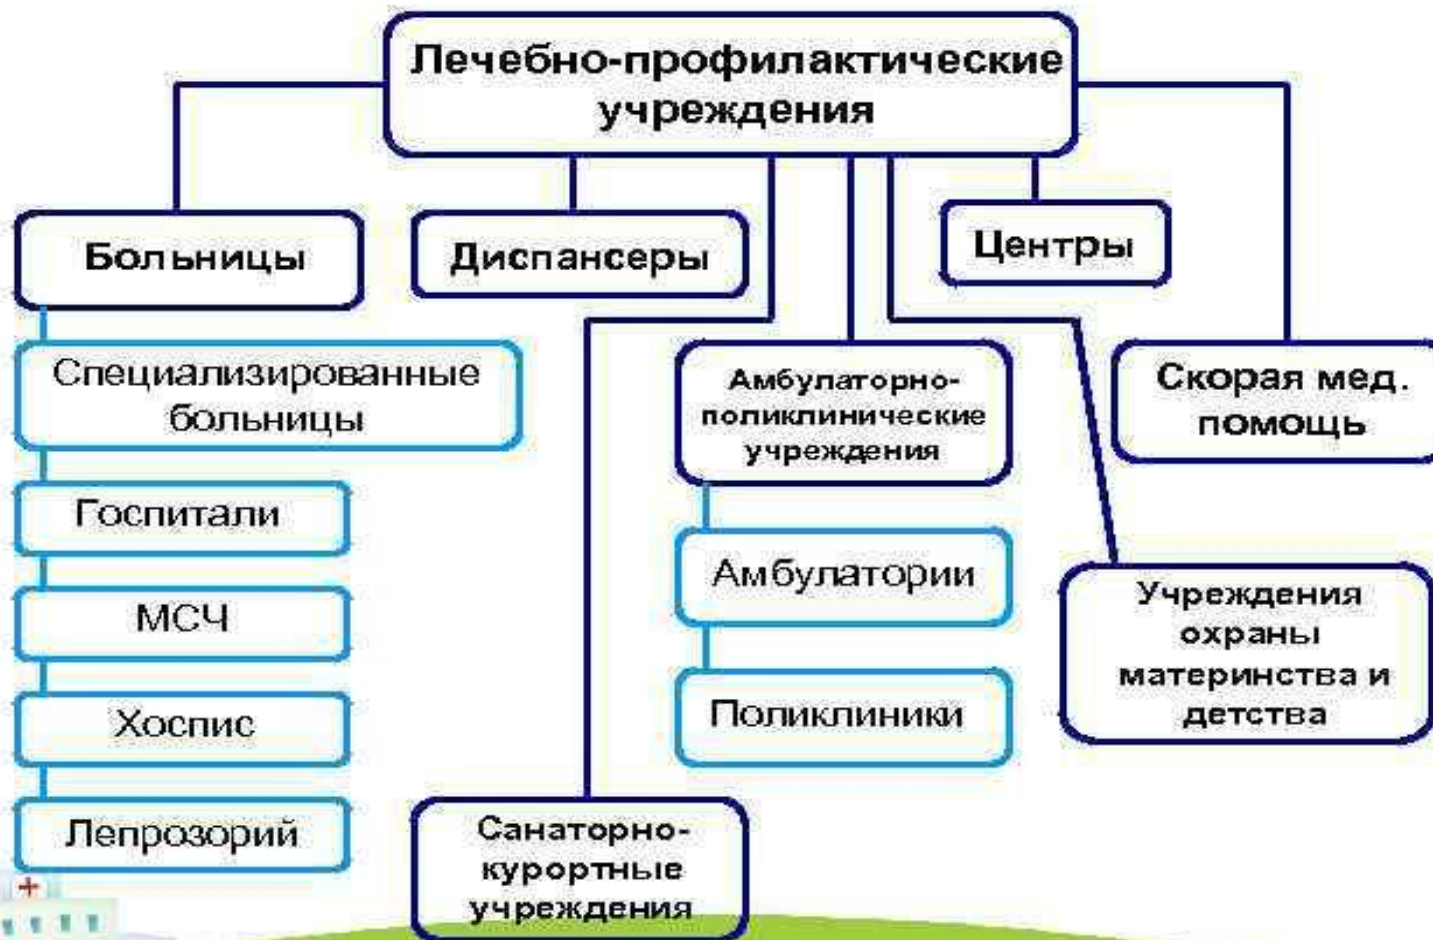 Лечебно-профилактические
учреждения
Больницы
Диспансеры
Центры
Специализированные
больницы
Амбулаторно-
поликлинические
учреждения
Скорая мед.
помощь
Госпитали
МСЧ
Хоспис
Лепрозорий
Амбулатории
Поликлиники
Учреждения
охраны
материнства и
детства
Санаторно-
курортные
учреждения